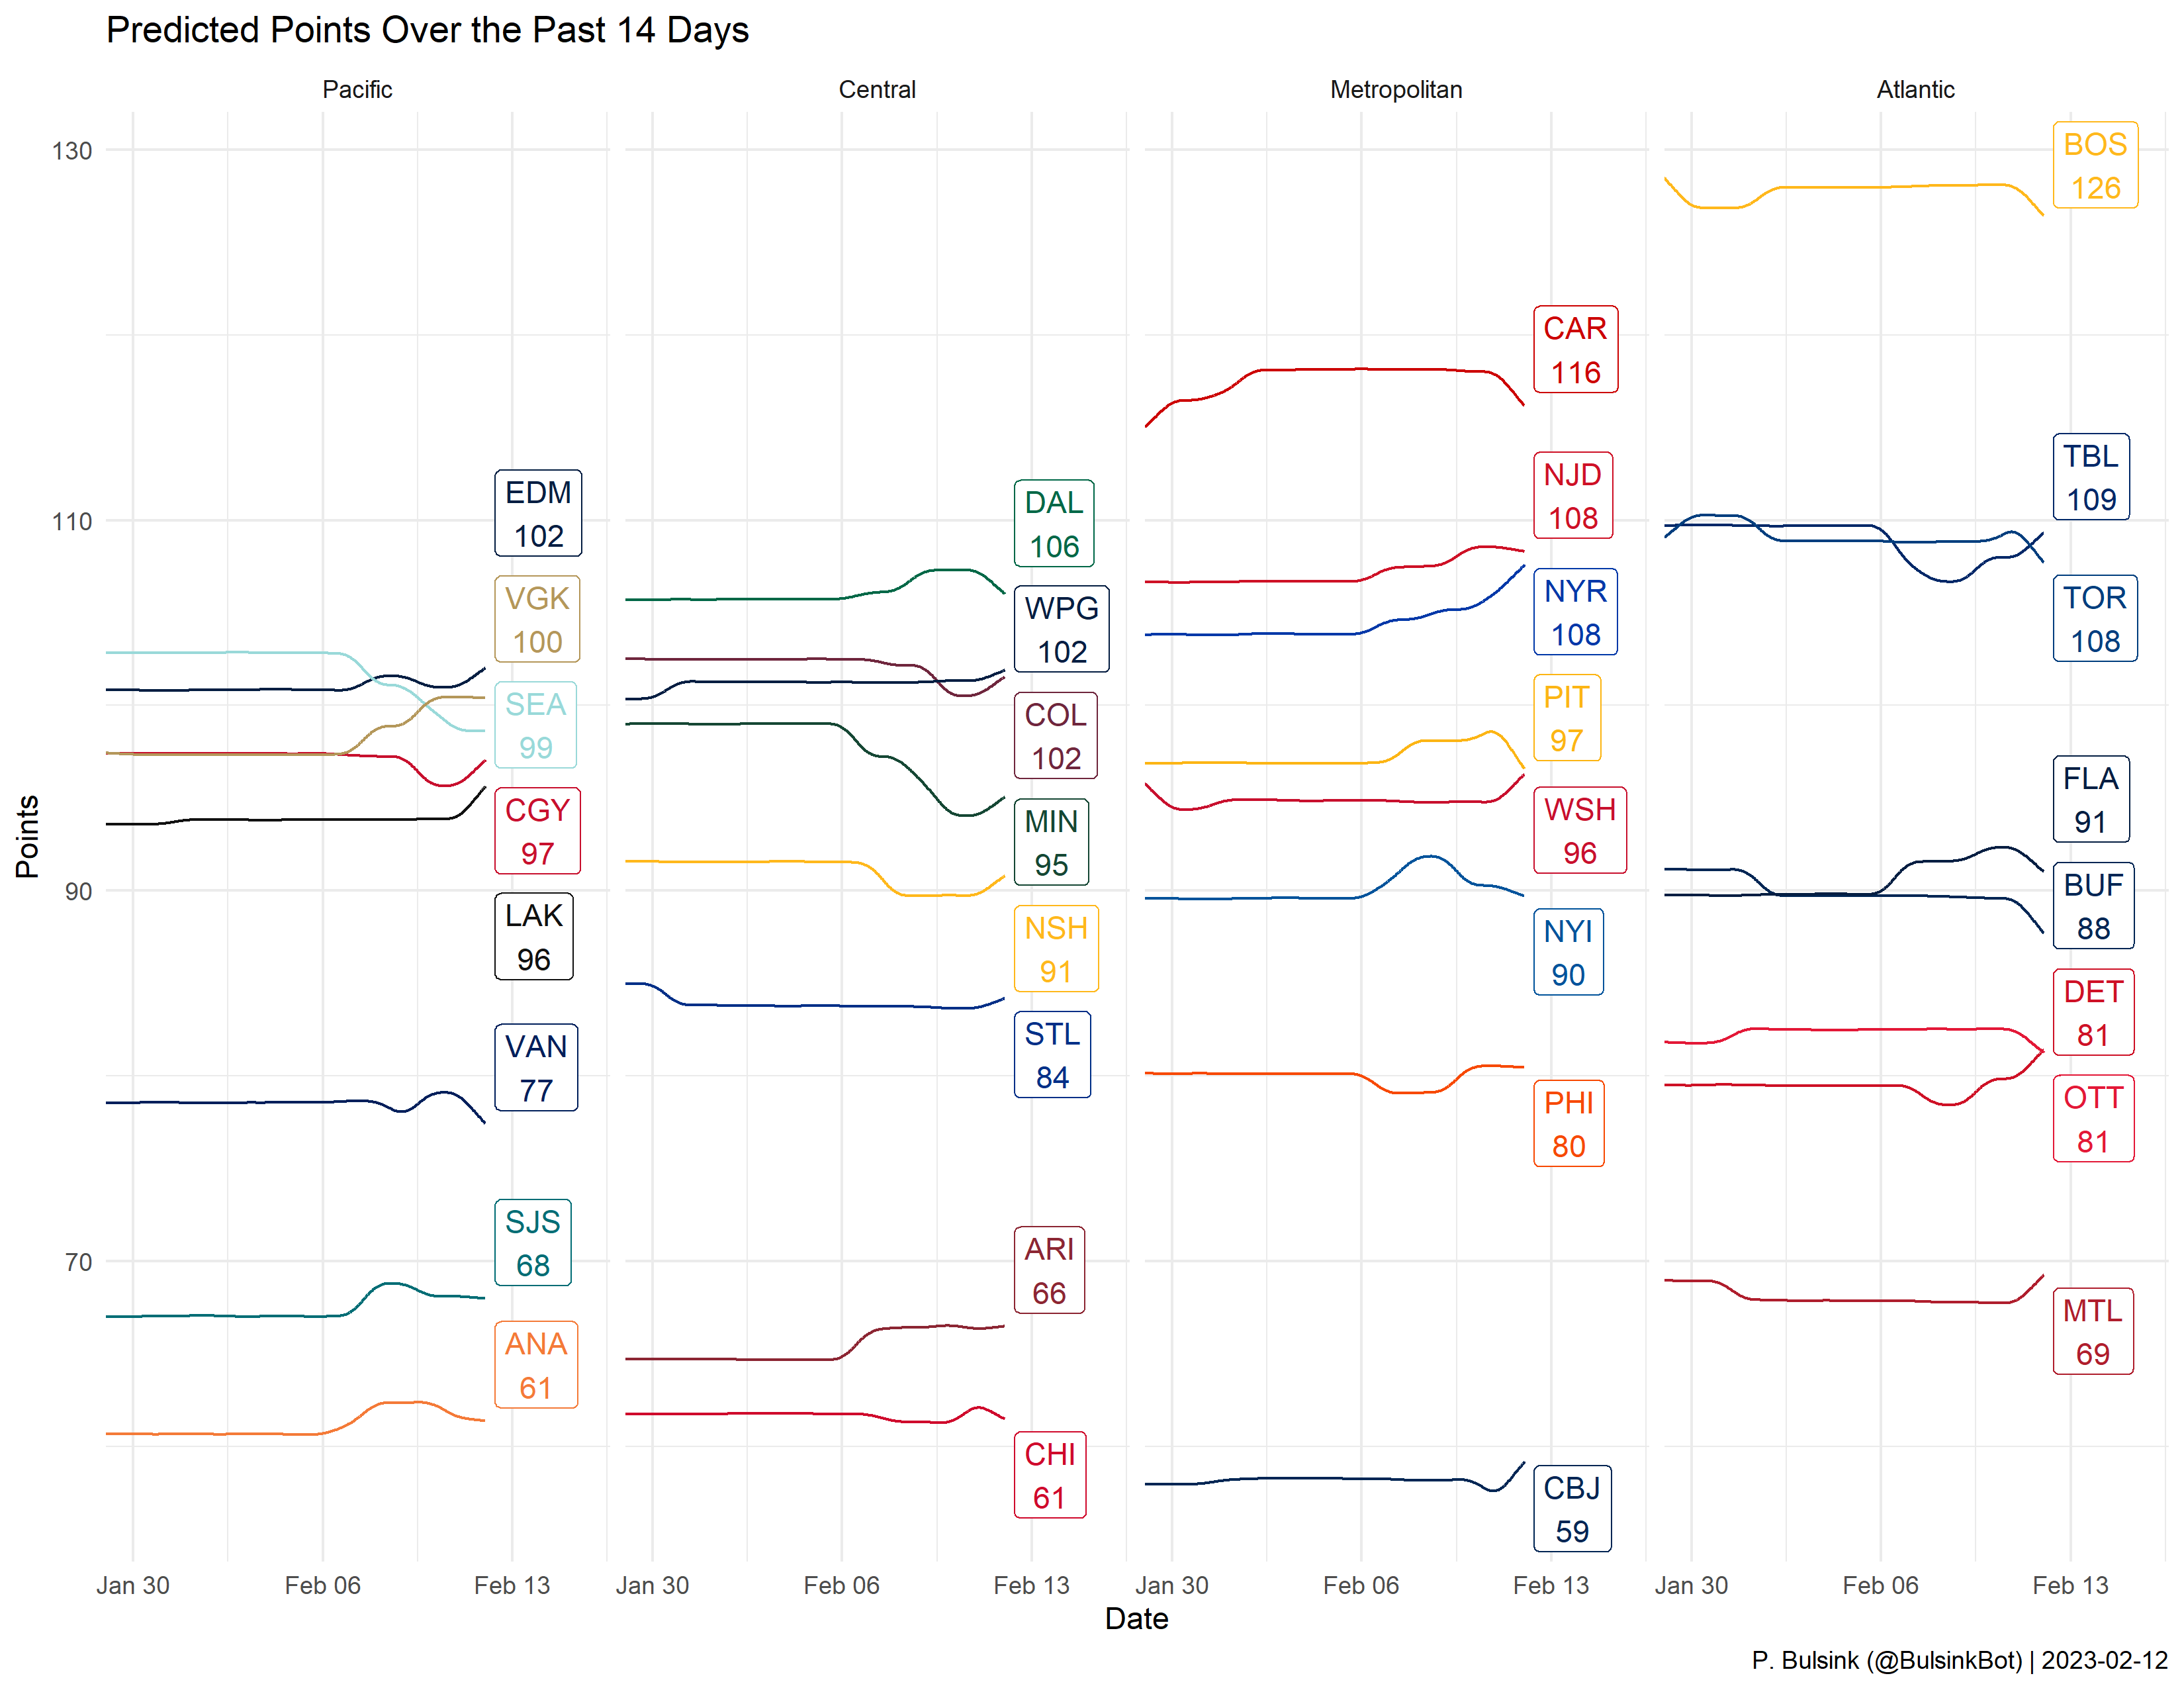 Predicted Points Over the Past 14 Days
Pacific
Central
Metropolitan
Atlantic
Points
130
110
90
70
EDM
102
VGK
100
SEA
99
CGY
97
LAK
96
VAN
77
SJS
68
ANA
61
DAL
106
WPG
102
COL
102
MIN
95
NSH
91
STL
84
ARI
66
CHI
61
CAR
116
NJD
108
NYR
108
PIT
97
WSH
96
NYI
90
PHI
80
CBJ
59
BOS
126
TBL
109
TOR
108
FLA
91
BUF
88
DET
81
OTT
81
MTL
69
Jan 30 Feb 06 Feb 13 Jan 30 Feb 06 Feb 13 Jan 30 Feb 06 Feb 13 Jan 30 Feb 06 Feb 13
Date
P. Bulsink (@BulsinkBot) | 2023-02-12